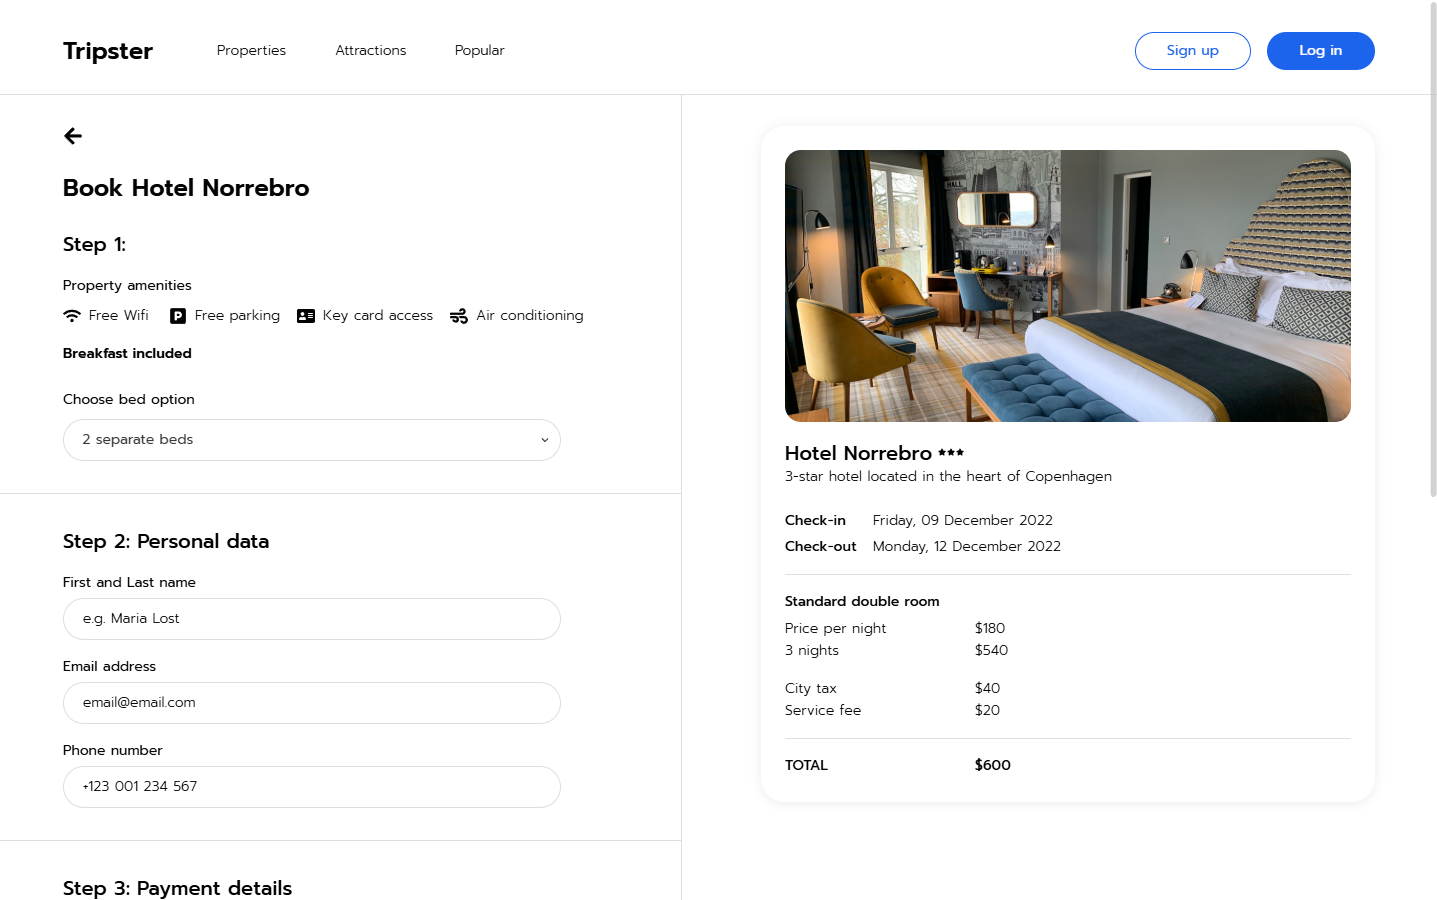 Tripster
Properties
Attractions
Popular
Sign up
Log in
Book Hotel Norrebro
Step 1:
Property amenities
Free Wifi
Free parking
Key card access
Air conditioning
Breakfast included
Choose bed option
2 separate beds
Step 2: Personal data
First and Last name
e.g. Maria Lost
Email address
email@email.com
Phone number
+123 001 234 567
Step 3: Payment details
HALL
Hotel Norrebro
3-star hotel located in the heart of Copenhagen
Check-in Friday, 09 December 2022
Check-out Monday, 12 December 2022
Standard double room
Price per night $180
3 nights $540
City tax $40
Service fee $20
TOTAL $600